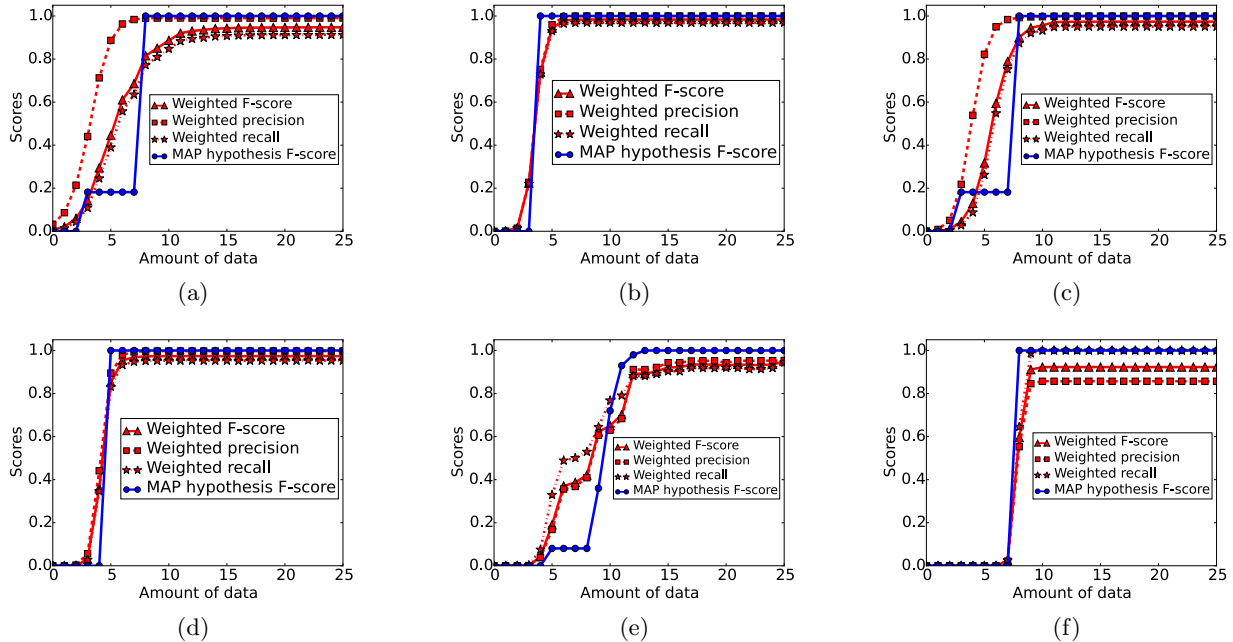 1.0
0.8
0.6
0.4
0.2
0.0
Scores
Weighted F-score
Weighted precision
Weighted recall
MAP hypothesis F-score
0 5 10 15 20 25
Amount of data
(a)
1.0
0.8
0.6
0.4
0.2
0.0
Scores
Weighted F-score
Weighted precision
Weighted recall
MAP hypothesis F-score
0 5 10 15 20 25
Amount of data
(b)
1.0
0.8
0.6
0.4
0.2
0.0
Scores
Weighted F-score
Weighted precision
Weighted recall
MAP hypothesis F-score
0 5 10 15 20 25
Amount of data
(c)
1.0
0.8
0.6
0.4
0.2
0.0
Scores
Weighted F-score
Weighted precision
Weighted recall
MAP hypothesis F-score
0 5 10 15 20 25
Amount of data
(d)
1.0
0.8
0.6
0.4
0.2
0.0
Scores
Weighted F-score
Weighted precision
Weighted recall
MAP hypothesis F-score
0 5 10 15 20 25
Amount of data
(e)
1.0
0.8
0.6
0.4
0.2
0.0
Scores
Weighted F-score
Weighted precision
Weighted recall
MAP hypothesis F-score
0 5 10 15 20 25
Amount of data
(f)